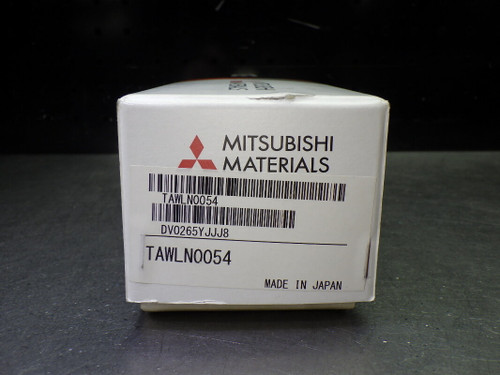 MITSUBISHI
MATERIALS
TAWLN0054
DV0265YJJJ8
TAWLN0054
MADE IN JAPAN